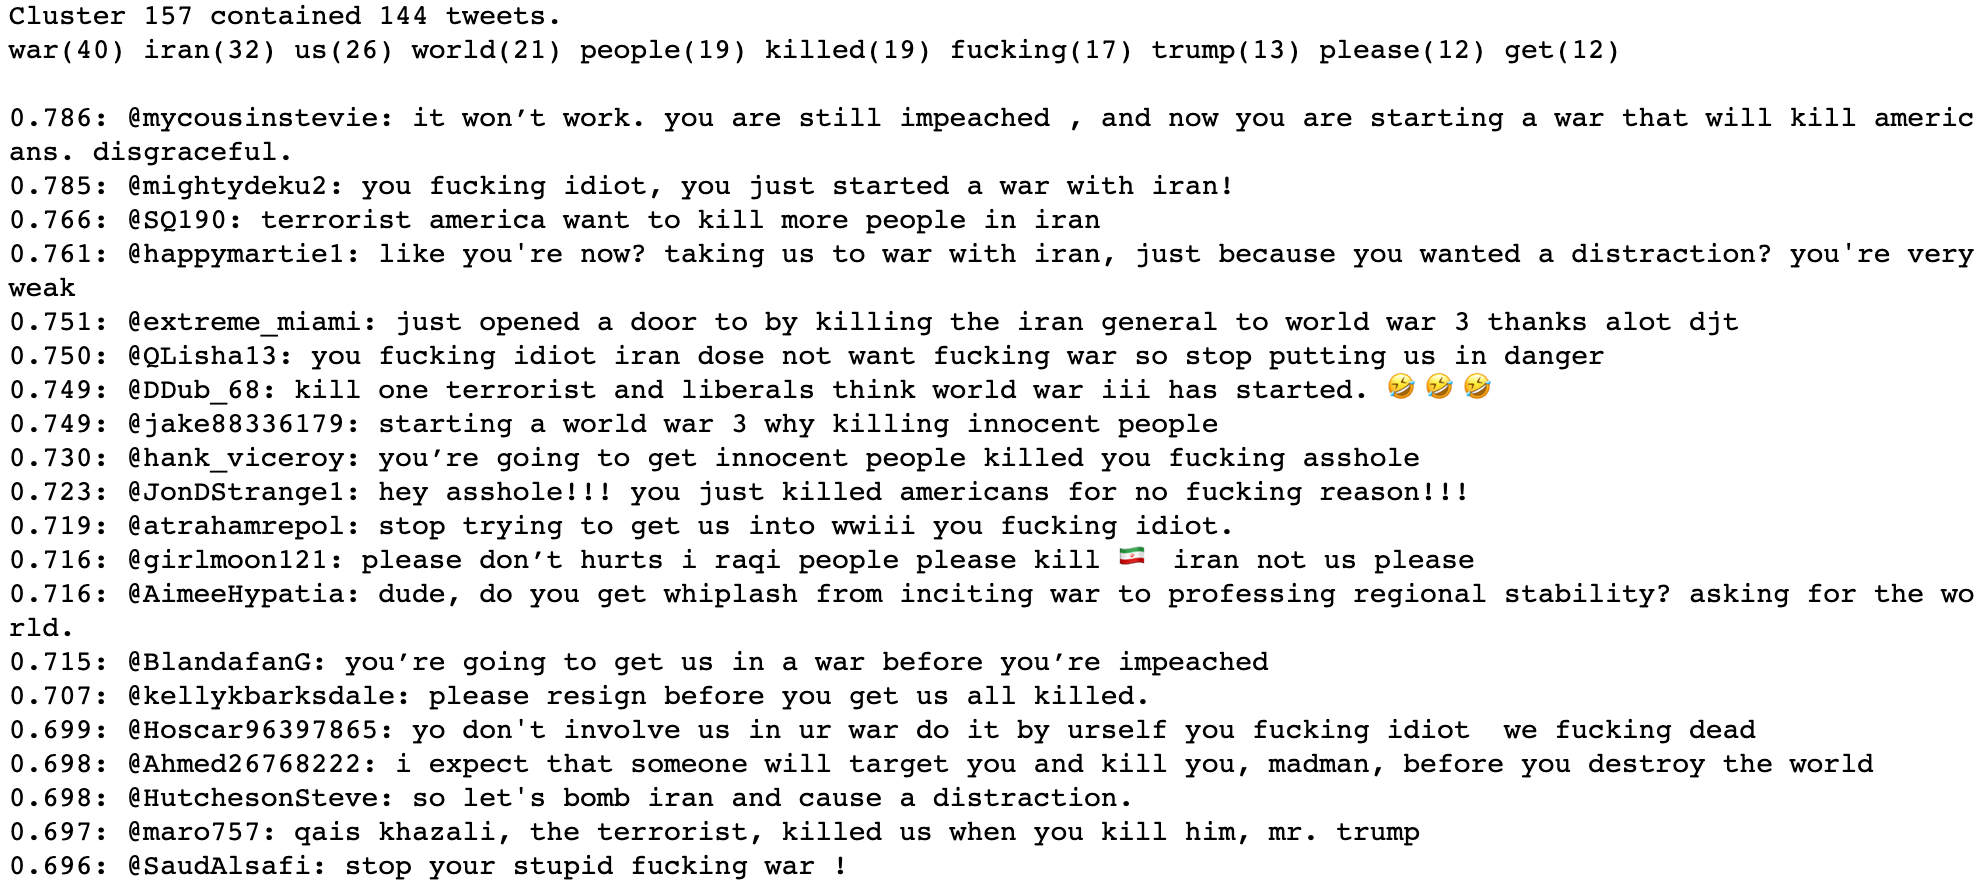 Cluster 157 contained 144 tweets.
war(40) iran(32) us(26) world(21) people(19) killed(19) fucking(17) trump(13) please(12) get(12)
0.786: @mycousinstevie: it won’t work. you are still impeached , and now you are starting a war that will kill americ
ans. disgraceful.
0.785: @mightydeku2: you fucking idiot, you just started a war with iran!
0.766: @SQ190: terrorist america want to kill more people in iran
0.761: @happymartie1: like you're now? taking us to war with iran, just because you wanted a distraction? you're very
weak
0.751: @extreme_miami: just opened a door to by killing the iran general to world war 3 thanks alot djt
0.750: @QLisha13: you fucking idiot iran dose not want fucking war so stop putting us in danger
0.749: @DDub_68: kill one terrorist and liberals think world war iii has started. 🤣 🤣 🤣
0.749: @jake88336179: starting a world war 3 why killing innocent people
0.730: @hank_viceroy: you’re going to get innocent people killed you fucking asshole
0.723: @JonDStrange1: hey asshole!!! you just killed americans for no fucking reason!!!
0.719: @atrahamrepol: stop trying to get us into wwiii you fucking idiot.
0.716: @girlmoon121: please don’t hurts i raqi people please kill 🇮🇷 iran not us please
0.716: @AimeeHypatia: dude, do you get whiplash from inciting war to professing regional stability? asking for the wo
rld.
0.715: @BlandafanG: you’re going to get us in a war before you’re impeached
0.707: @kellykbarksdale: please resign before you get us all killed.
0.699: @Hoscar96397865: yo don't involve us in ur war do it by urself you fucking idiot  we fucking dead
0.698: @Ahmed26768222: i expect that someone will target you and kill you, madman, before you destroy the world
0.698: @HutchesonSteve: so let's bomb iran and cause a distraction.
0.697: @maro757: qais khazali, the terrorist, killed us when you kill him, mr. trump
0.696: @SaudAlsafi: stop your stupid fucking war !